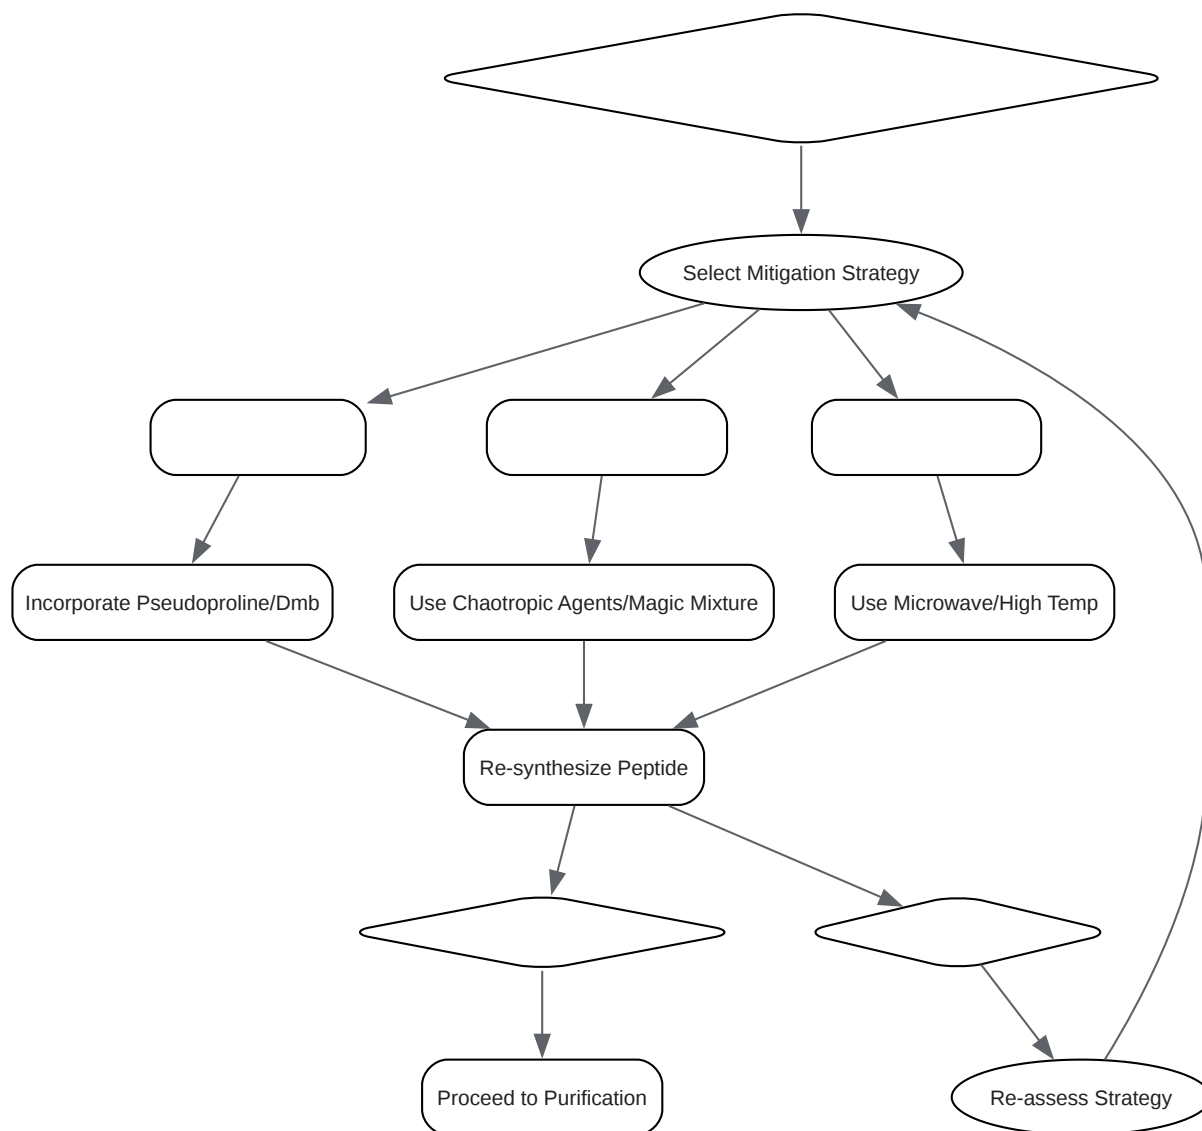 Select Mitigation Strategy
Incorporate Pseudoproline/Dmb
Use Chaotropic Agents/Magic Mixture
Use Microwave/High Temp
Re-synthesize Peptide
Proceed to Purification
Re-assess Strategy